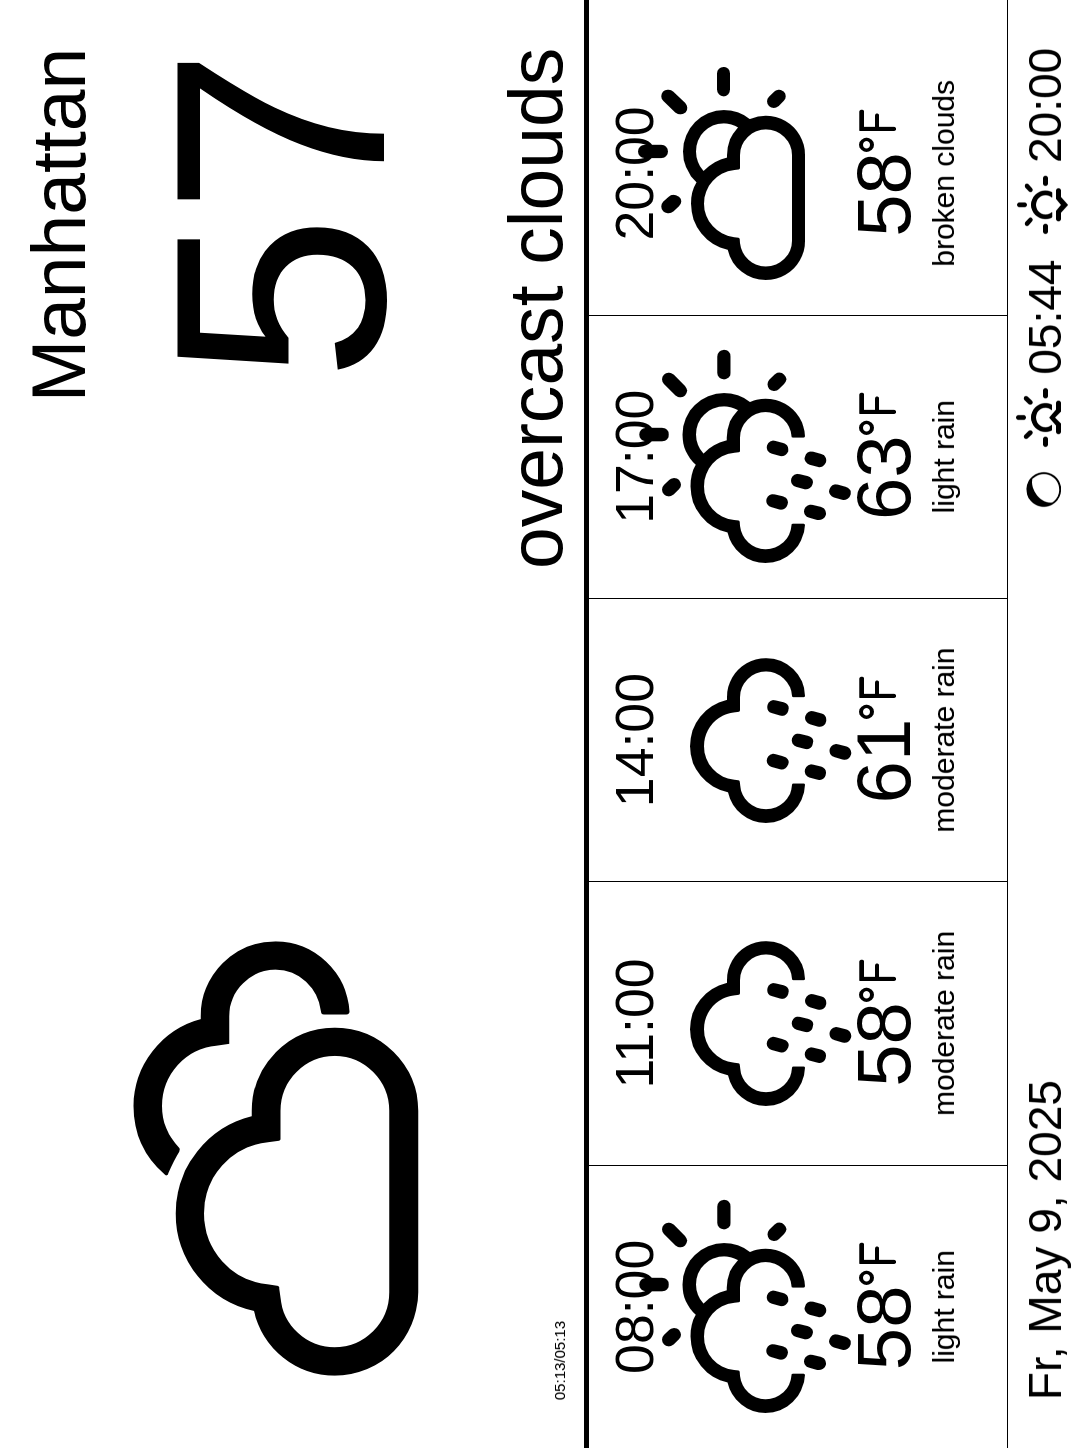 Manhattan
57
overcast clouds
05:13/05:13
08:00 11:00 14:00 17:00 20:00
58°F 58°F 61°F 63°F 58°F
light rain moderate rain moderate rain light rain broken clouds
Fr, May 9, 2025 05:44 20:00